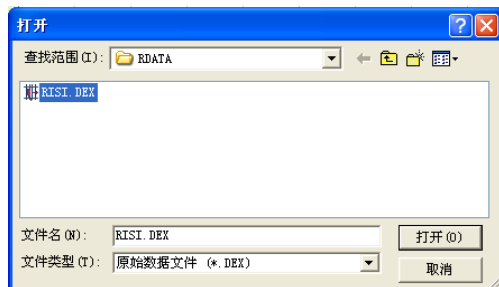 打开
查找范围(I): RDATA
RISI.DEX
文件名(N): RISI.DEX 打开(O)
文件类型(T): 原始数据文件 (*.DEX) 取消